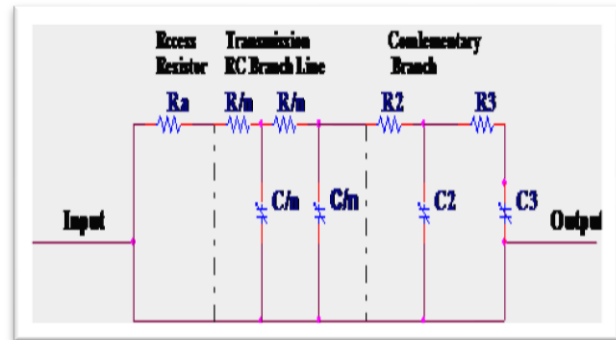 Rccess Transmission Comlementary
Resistor RC Branch Line Branch
Ra R/n R/n R2 R3
C/n C/n C2 C3
Input Output